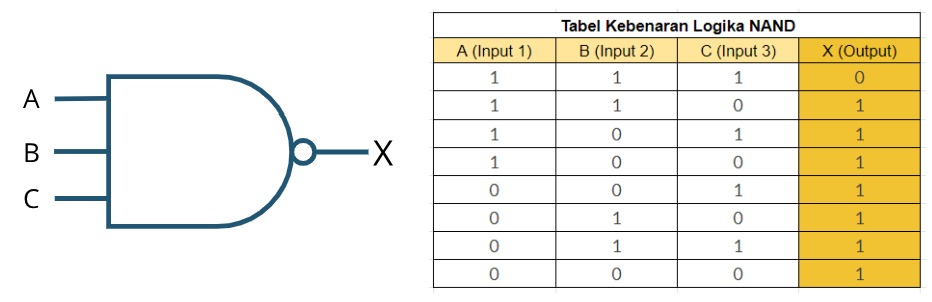 A
B
C
X
Tabel Kebenaran Logika NAND
A (Input 1) B (Input 2) C (Input 3) X (Output)
1 1 1 0
1 1 0 1
1 0 1 1
1 0 0 1
0 0 1 1
0 1 0 1
0 1 1 1
0 0 0 1